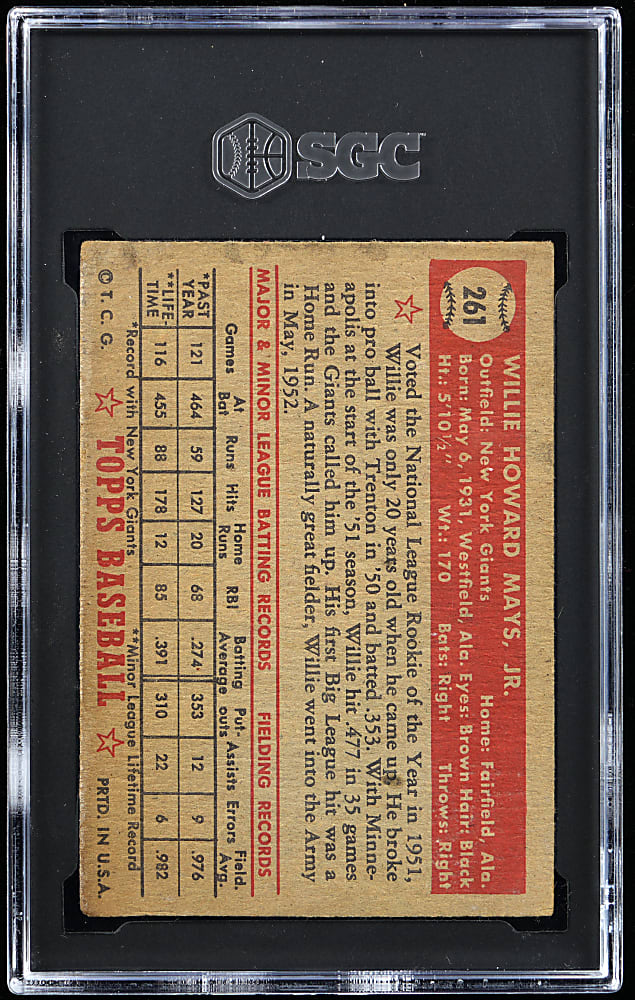 SGC
261
WILLIE HOWARD MAYS, JR.
Outfield: New York Giants Home: Fairfield, Ala.
Born: May 6, 1931, Westfield, Ala. Eyes: Brown Hair: Black
Ht.: 5'10½" Wt.: 170 Bats: Right Throws: Right
Voted the National League Rookie of the Year in 1951,
Willie was only 20 years old when he came up. He broke
into pro ball with Trenton in '50 and batted .353. With Minne-
apolis at the start of the '51 season, Willie hit .477 in 35 games
and the Giants called him up. His first Big League hit was a
Home Run. A naturally great fielder, Willie went into the Army
in May, 1952.
MAJOR & MINOR LEAGUE BATTING RECORDS FIELDING RECORDS
Games At Bat Runs Hits Home Runs RBI Batting Average Put-outs Assists Errors Field. Avg.
*PAST YEAR 121 464 59 127 20 68 .274 353 12 9 .976
**LIFE-TIME 116 455 88 178 12 85 .391 310 22 6 .982
*Record with New York Giants **Minor League Lifetime Record
© T. C. G. TOPPS BASEBALL PRTD. IN U.S.A.